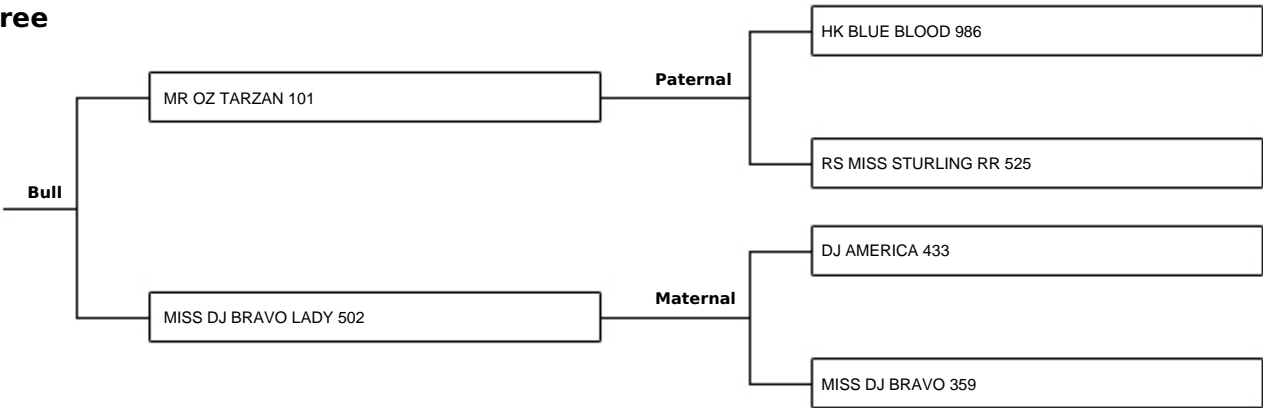 ree
HK BLUE BLOOD 986
Paternal
MR OZ TARZAN 101
RS MISS STURLING RR 525
Bull
DJ AMERICA 433
Maternal
MISS DJ BRAVO LADY 502
MISS DJ BRAVO 359